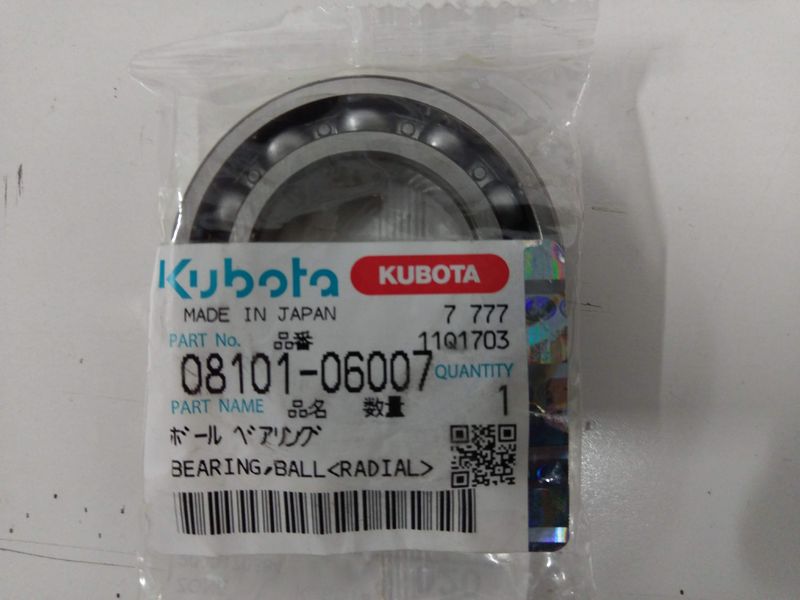 Kubota KUBOTA
MADE IN JAPAN 7 777
PART No. 品番 11Q1703
08101-06007 QUANTITY
PART NAME 品名 数量 1
ボール ベアリング
BEARING,BALL<RADIAL>